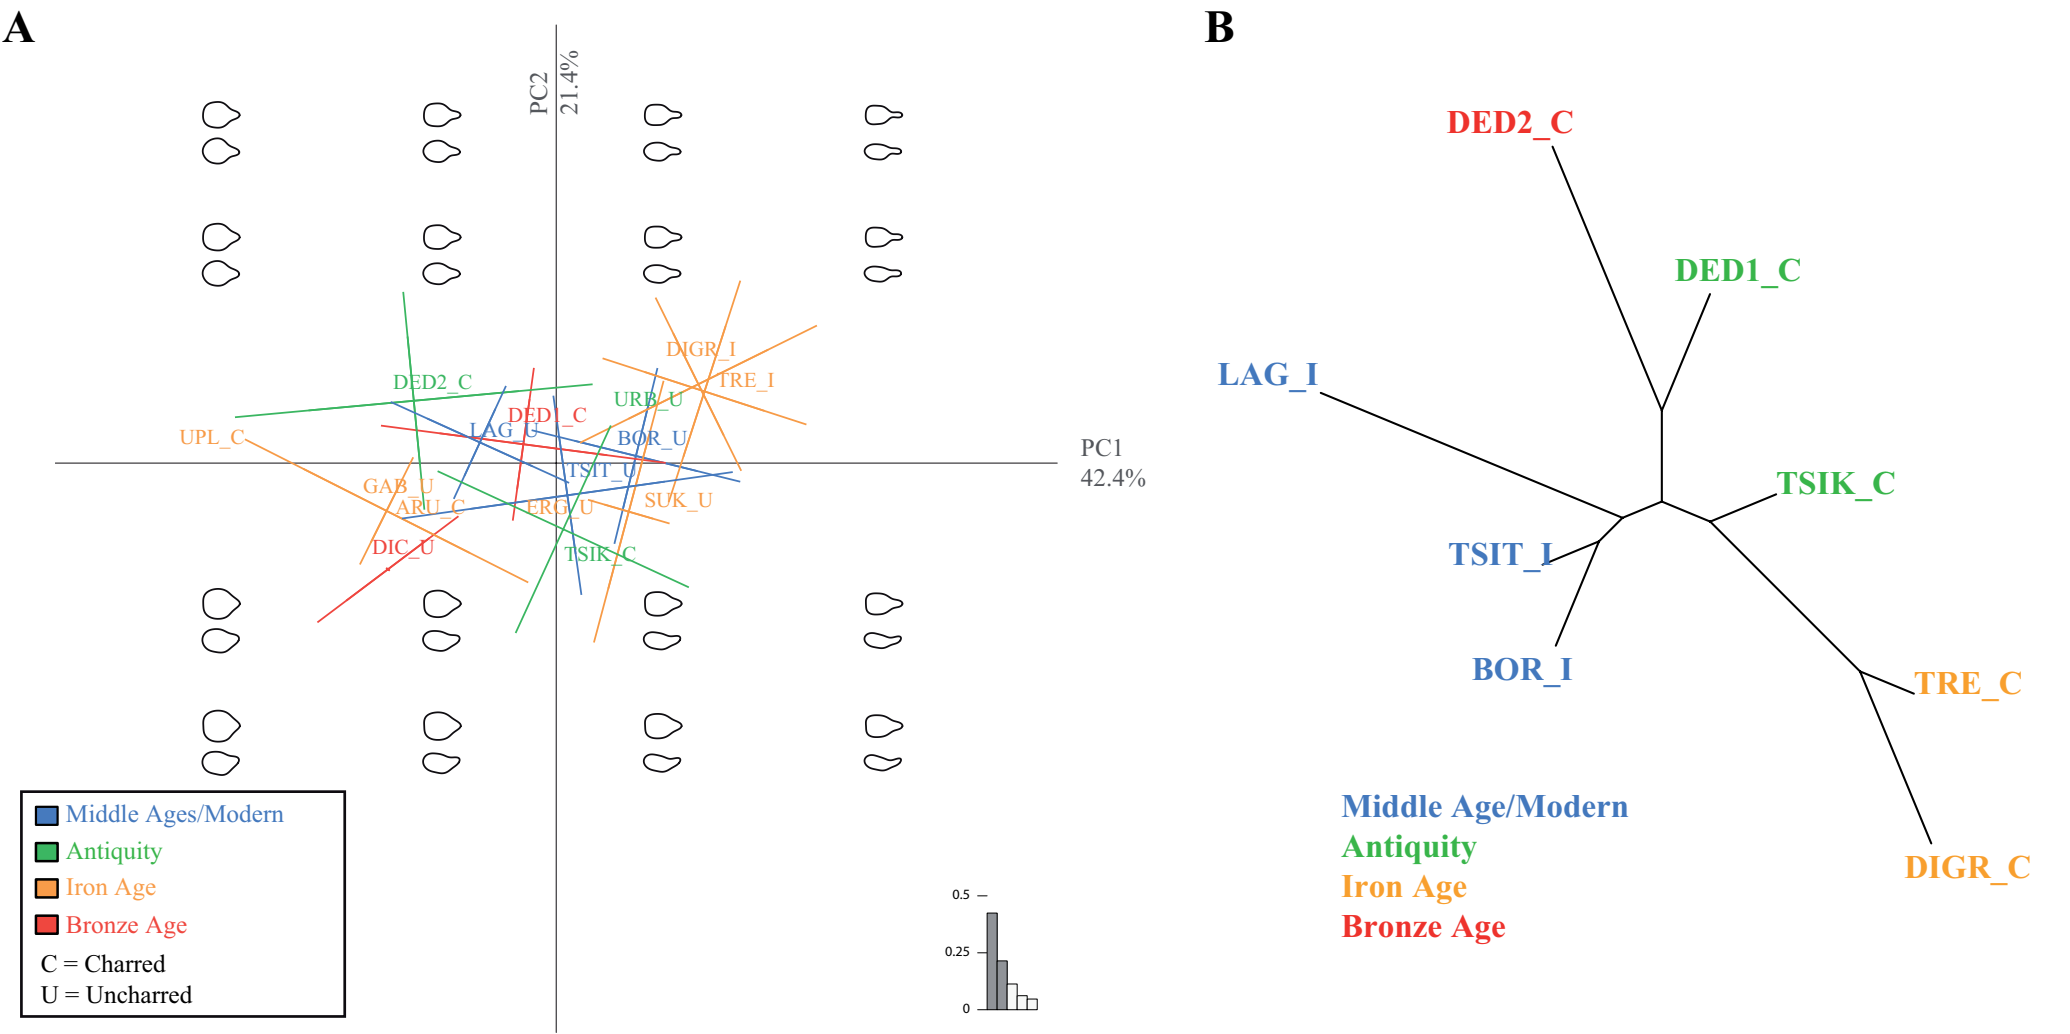 A
PC2
21.4%
DIGR_I
TRE_I
DED2_C
URB_U
DED1_C
LAG_U
UPL_C
BOR_U
PC1
42.4%
TSIT_U
GAB_U
SUK_U
ARU_C
ERG_U
DIC_U
TSIK_C
Middle Ages/Modern
Antiquity
Iron Age
Bronze Age
C = Charred
U = Uncharred
0.5
0.25
0
B
DED2_C
DED1_C
LAG_I
TSIK_C
TSIT_I
BOR_I
TRE_C
DIGR_C
Middle Age/Modern
Antiquity
Iron Age
Bronze Age